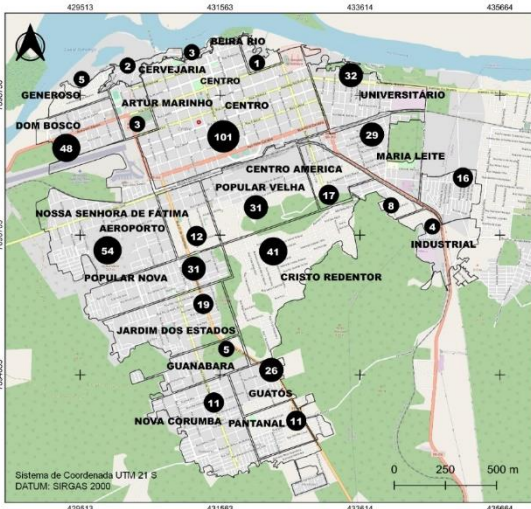 429513 431563 433614 435664
BEIRA RIO
3
1
2
CERVEJARIA
32
5
CENTRO
GENEROSO
UNIVERSITÁRIO
ARTUR MARINHO
CENTRO
DOM BOSCO
3
29
48
101
MARIA LEITE
CENTRO AMERICA
16
POPULAR VELHA
17
31
8
NOSSA SENHORA DE FÁTIMA
AEROPORTO
12
4
54
41
INDUSTRIAL
31
POPULAR NOVA
CRISTO REDENTOR
19
JARDIM DOS ESTADOS
5
GUANABARA
26
GUATÓS
11
NOVA CORUMBA
PANTANAL
11
Sistema de Coordenada UTM 21 S
DATUM: SIRGAS 2000
0 250 500 m
429513 431563 433614 435664